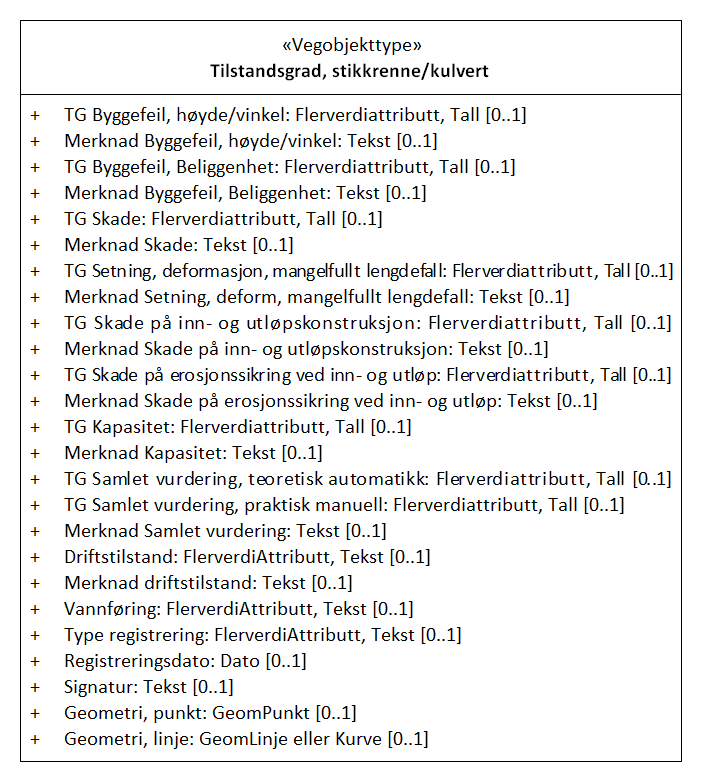 «Vegobjekttype»
Tilstandsgrad, stikkrenne/kulvert
+ TG Byggefeil, høyde/vinkel: Flerverdiattributt, Tall [0..1]
+ Merknad Byggefeil, høyde/vinkel: Tekst [0..1]
+ TG Byggefeil, Beliggenhet: Flerverdiattributt, Tall [0..1]
+ Merknad Byggefeil, Beliggenhet: Tekst [0..1]
+ TG Skade: Flerverdiattributt, Tall [0..1]
+ Merknad Skade: Tekst [0..1]
+ TG Setning, deformasjon, mangelfullt lengdefall: Flerverdiattributt, Tall [0..1]
+ Merknad Setning, deform, mangelfullt lengdefall: Tekst [0..1]
+ TG Skade på inn- og utløpskonstruksjon: Flerverdiattributt, Tall [0..1]
+ Merknad Skade på inn- og utløpskonstruksjon: Tekst [0..1]
+ TG Skade på erosjonssikring ved inn- og utløp: Flerverdiattributt, Tall [0..1]
+ Merknad Skade på erosjonssikring ved inn- og utløp: Tekst [0..1]
+ TG Kapasitet: Flerverdiattributt, Tall [0..1]
+ Merknad Kapasitet: Tekst [0..1]
+ TG Samlet vurdering, teoretisk automatikk: Flerverdiattributt, Tall [0..1]
+ TG Samlet vurdering, praktisk manuell: Flerverdiattributt, Tall [0..1]
+ Merknad Samlet vurdering: Tekst [0..1]
+ Driftstilstand: FlerverdiAttributt, Tekst [0..1]
+ Merknad driftstilstand: Tekst [0..1]
+ Vannføring: FlerverdiAttributt, Tekst [0..1]
+ Type registrering: FlerverdiAttributt, Tekst [0..1]
+ Registreringsdato: Dato [0..1]
+ Signatur: Tekst [0..1]
+ Geometri, punkt: GeomPunkt [0..1]
+ Geometri, linje: GeomLinje eller Kurve [0..1]